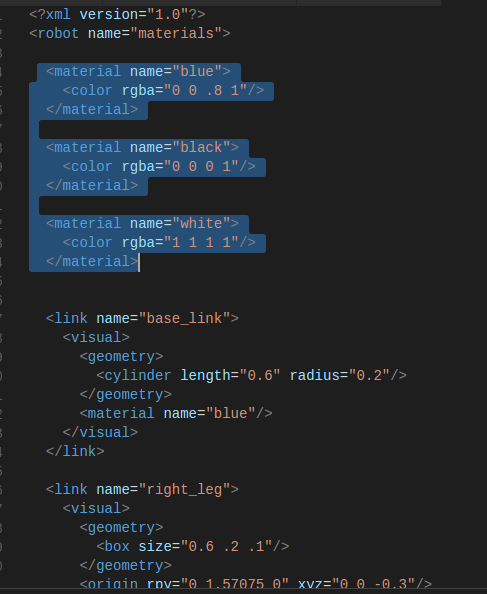 <?xml version="1.0"?>
<robot name="materials">
<material name="blue">
<color rgba="0 0 .8 1"/>
</material>
<material name="black">
<color rgba="0 0 0 1"/>
</material>
<material name="white">
<color rgba="1 1 1 1"/>
</material>
<link name="base_link">
<visual>
<geometry>
<cylinder length="0.6" radius="0.2"/>
</geometry>
<material name="blue"/>
</visual>
</link>
<link name="right_leg">
<visual>
<geometry>
<box size="0.6 .2 .1"/>
</geometry>
<origin rpy="0 1.57075 0" xyz="0 0 -0.3"/>